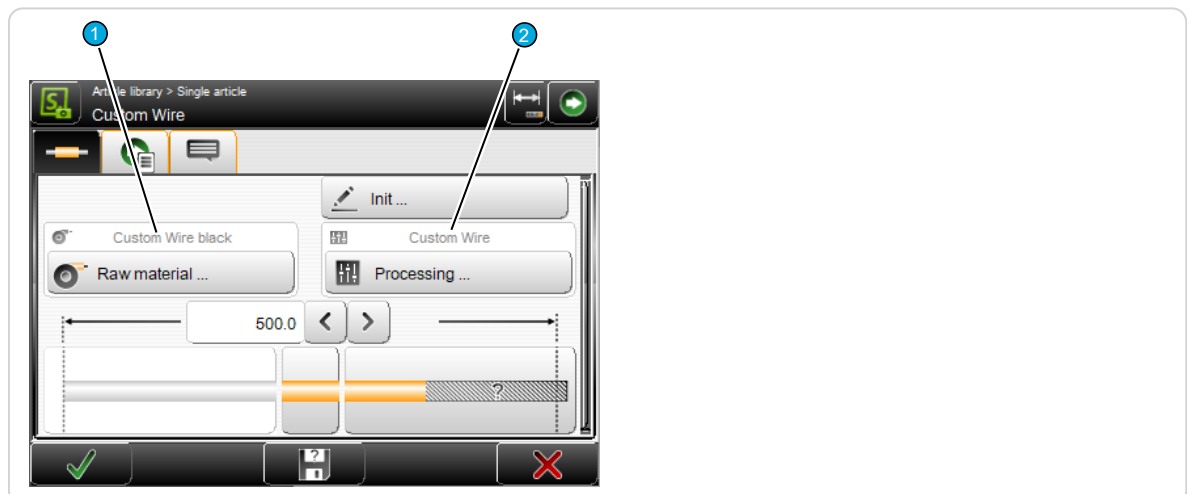 1 2
Article library > Single article
Custom Wire
Init ...
Custom Wire black Custom Wire
Raw material ... Processing ...
500.0
?
?